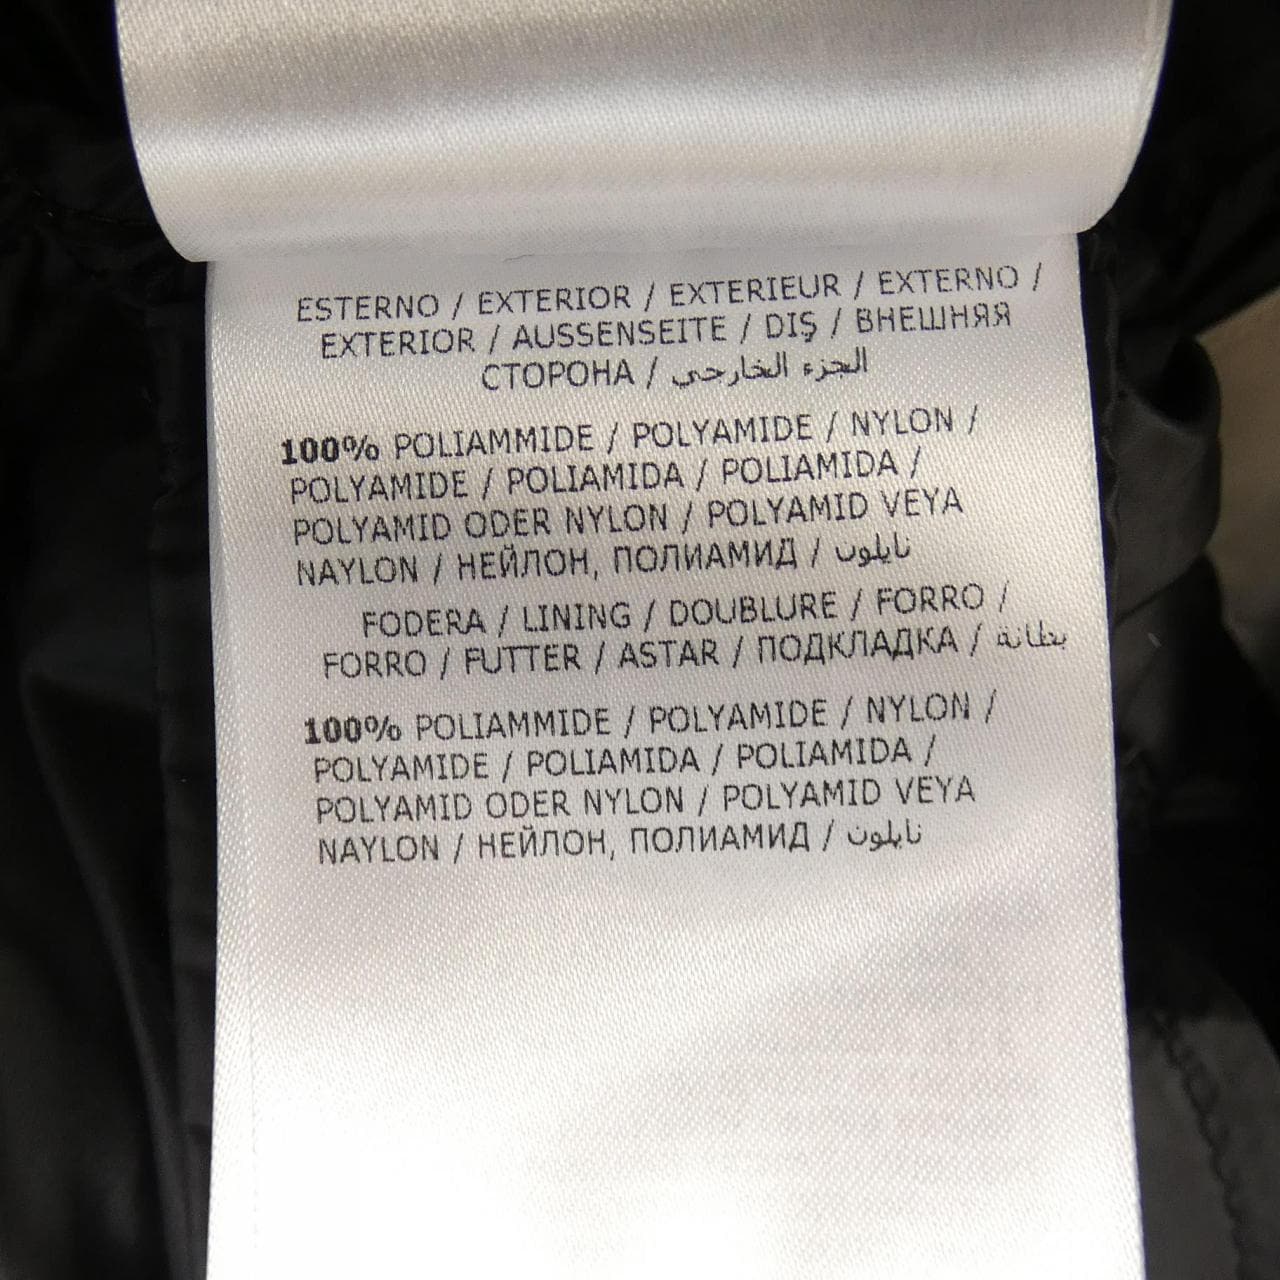 ESTERNO / EXTERIOR / EXTERIEUR / EXTERNO /
EXTERIOR / AUSSENSEITE / DIŞ / ВНЕШНЯЯ
СТОРОНА / الجزء الخارجي
100% POLIAMMIDE / POLYAMIDE / NYLON /
POLYAMIDE / POLIAMIDA / POLIAMIDA /
POLYAMID ODER NYLON / POLYAMID VEYA
NAYLON / НЕЙЛОН, ПОЛИАМИД / نايلون
FODERA / LINING / DOUBLURE / FORRO /
FORRO / FUTTER / ASTAR / ПОДКЛАДКА / بطانة
100% POLIAMMIDE / POLYAMIDE / NYLON /
POLYAMIDE / POLIAMIDA / POLIAMIDA /
POLYAMID ODER NYLON / POLYAMID VEYA
NAYLON / НЕЙЛОН, ПОЛИАМИД / نايلون